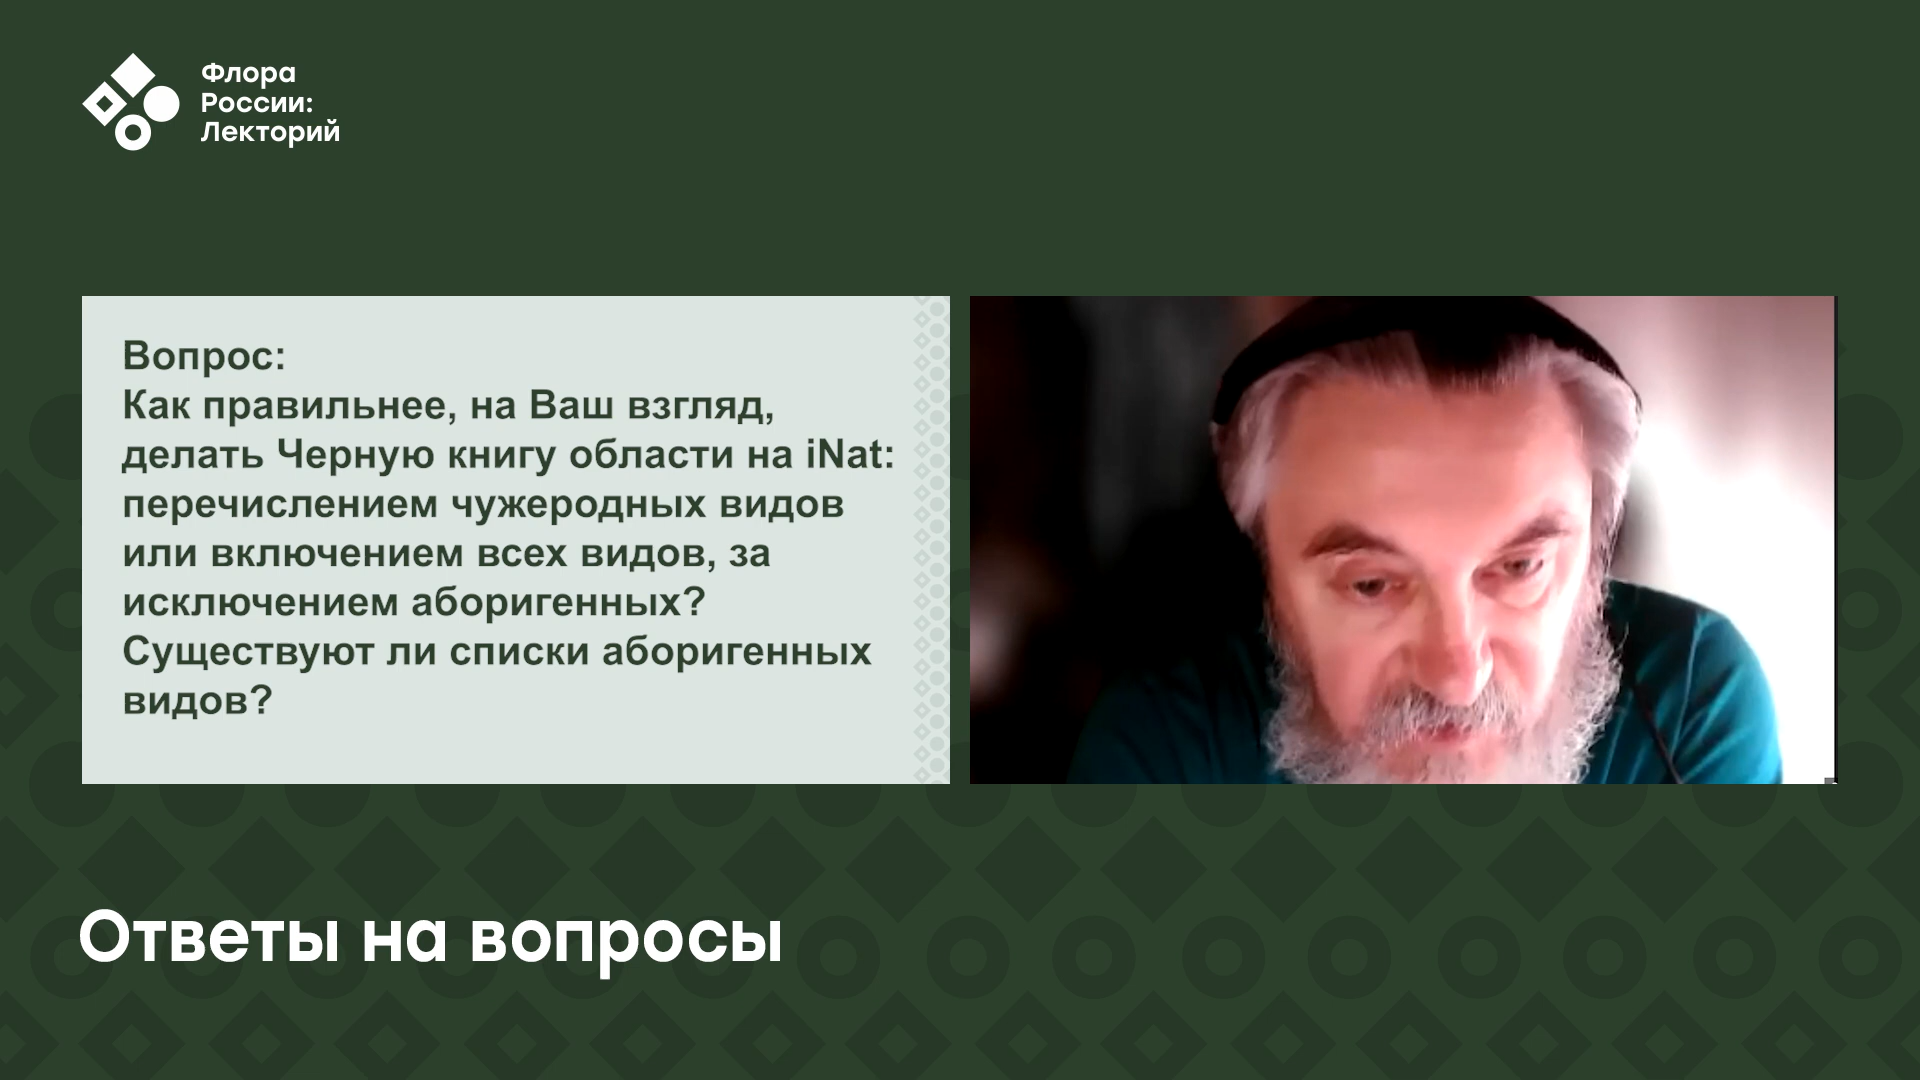 Флора
России:
Лекторий
Вопрос:
Как правильнее, на Ваш взгляд,
делать Черную книгу области на iNat:
перечислением чужеродных видов
или включением всех видов, за
исключением аборигенных?
Существуют ли списки аборигенных
видов?
Ответы на вопросы